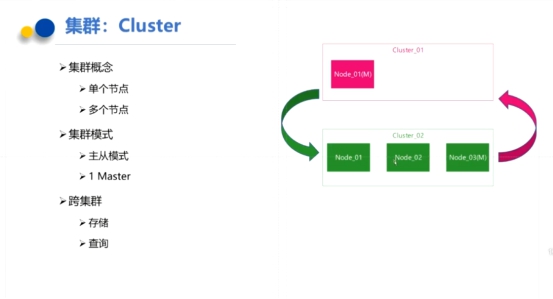 集群：Cluster
➢集群概念
➢单个节点
➢多个节点
➢集群模式
➢主从模式
➢1 Master
➢跨集群
➢存储
➢查询
Cluster_01
Node_01(M)
Cluster_02
Node_01
Node_02
Node_03(M)